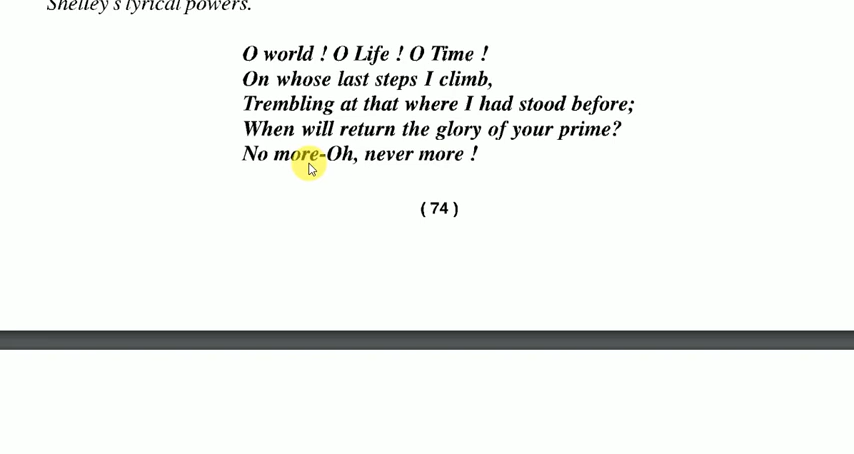 Shelley's lyrical powers.
O world ! O Life ! O Time !
On whose last steps I climb,
Trembling at that where I had stood before;
When will return the glory of your prime?
No more-Oh, never more !
( 74 )